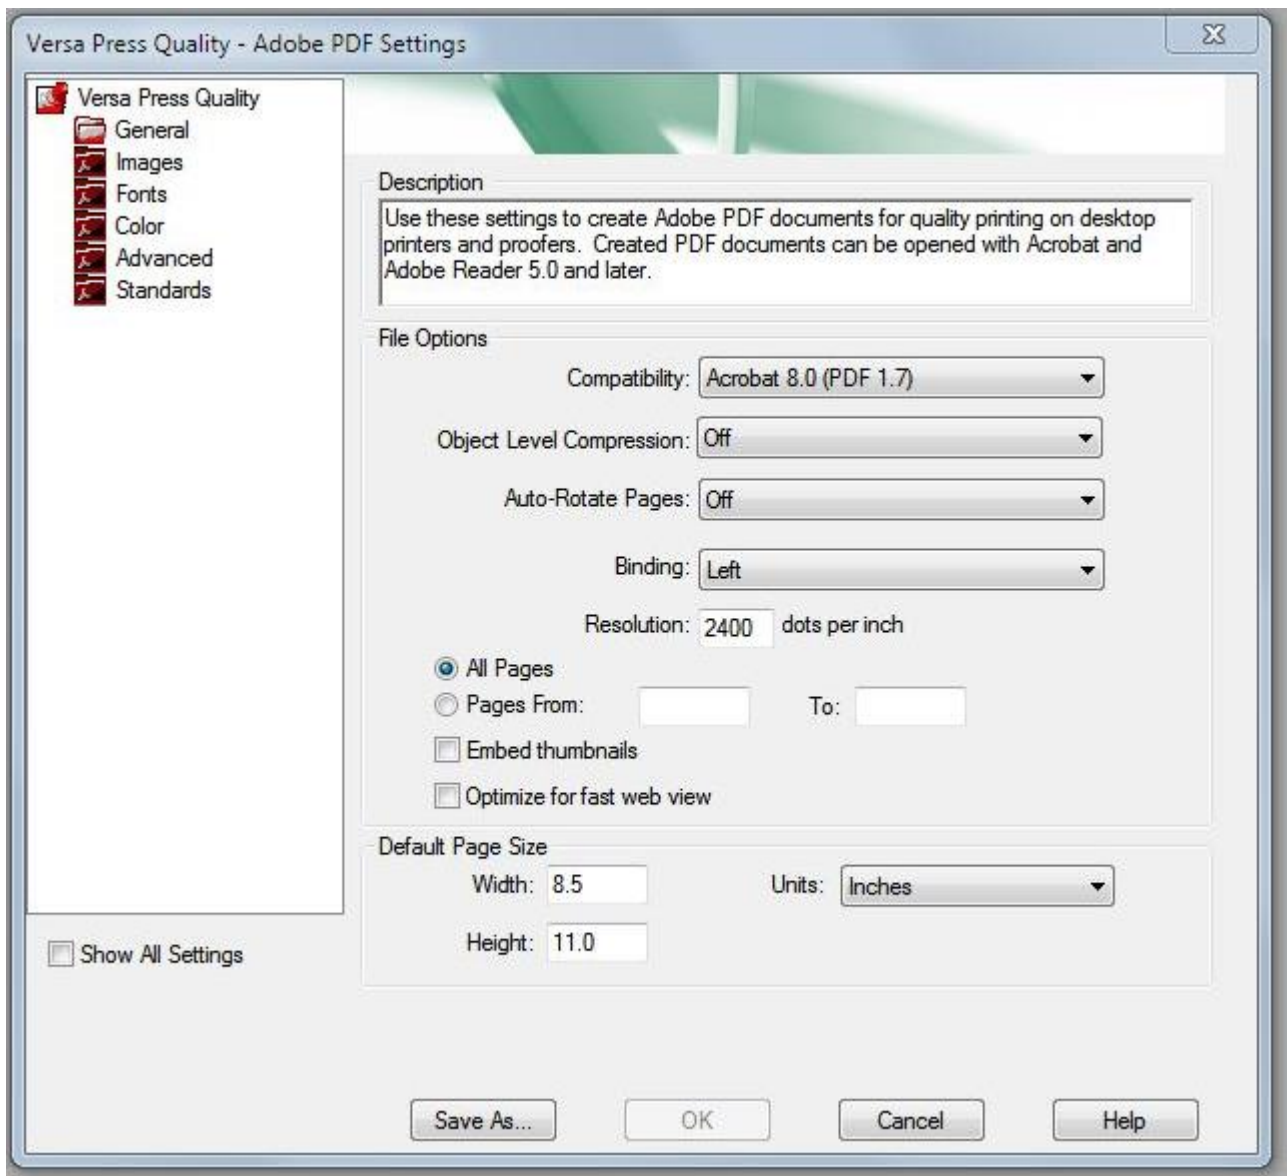 Versa Press Quality - Adobe PDF Settings
Versa Press Quality
General
Images
Fonts
Color
Advanced
Standards
Show All Settings
Description
Use these settings to create Adobe PDF documents for quality printing on desktop
printers and proofers.  Created PDF documents can be opened with Acrobat and
Adobe Reader 5.0 and later.
File Options
Compatibility: Acrobat 8.0 (PDF 1.7)
Object Level Compression: Off
Auto-Rotate Pages: Off
Binding: Left
Resolution: 2400 dots per inch
All Pages
Pages From: To:
Embed thumbnails
Optimize for fast web view
Default Page Size
Width: 8.5 Units: Inches
Height: 11.0
Save As... OK Cancel Help